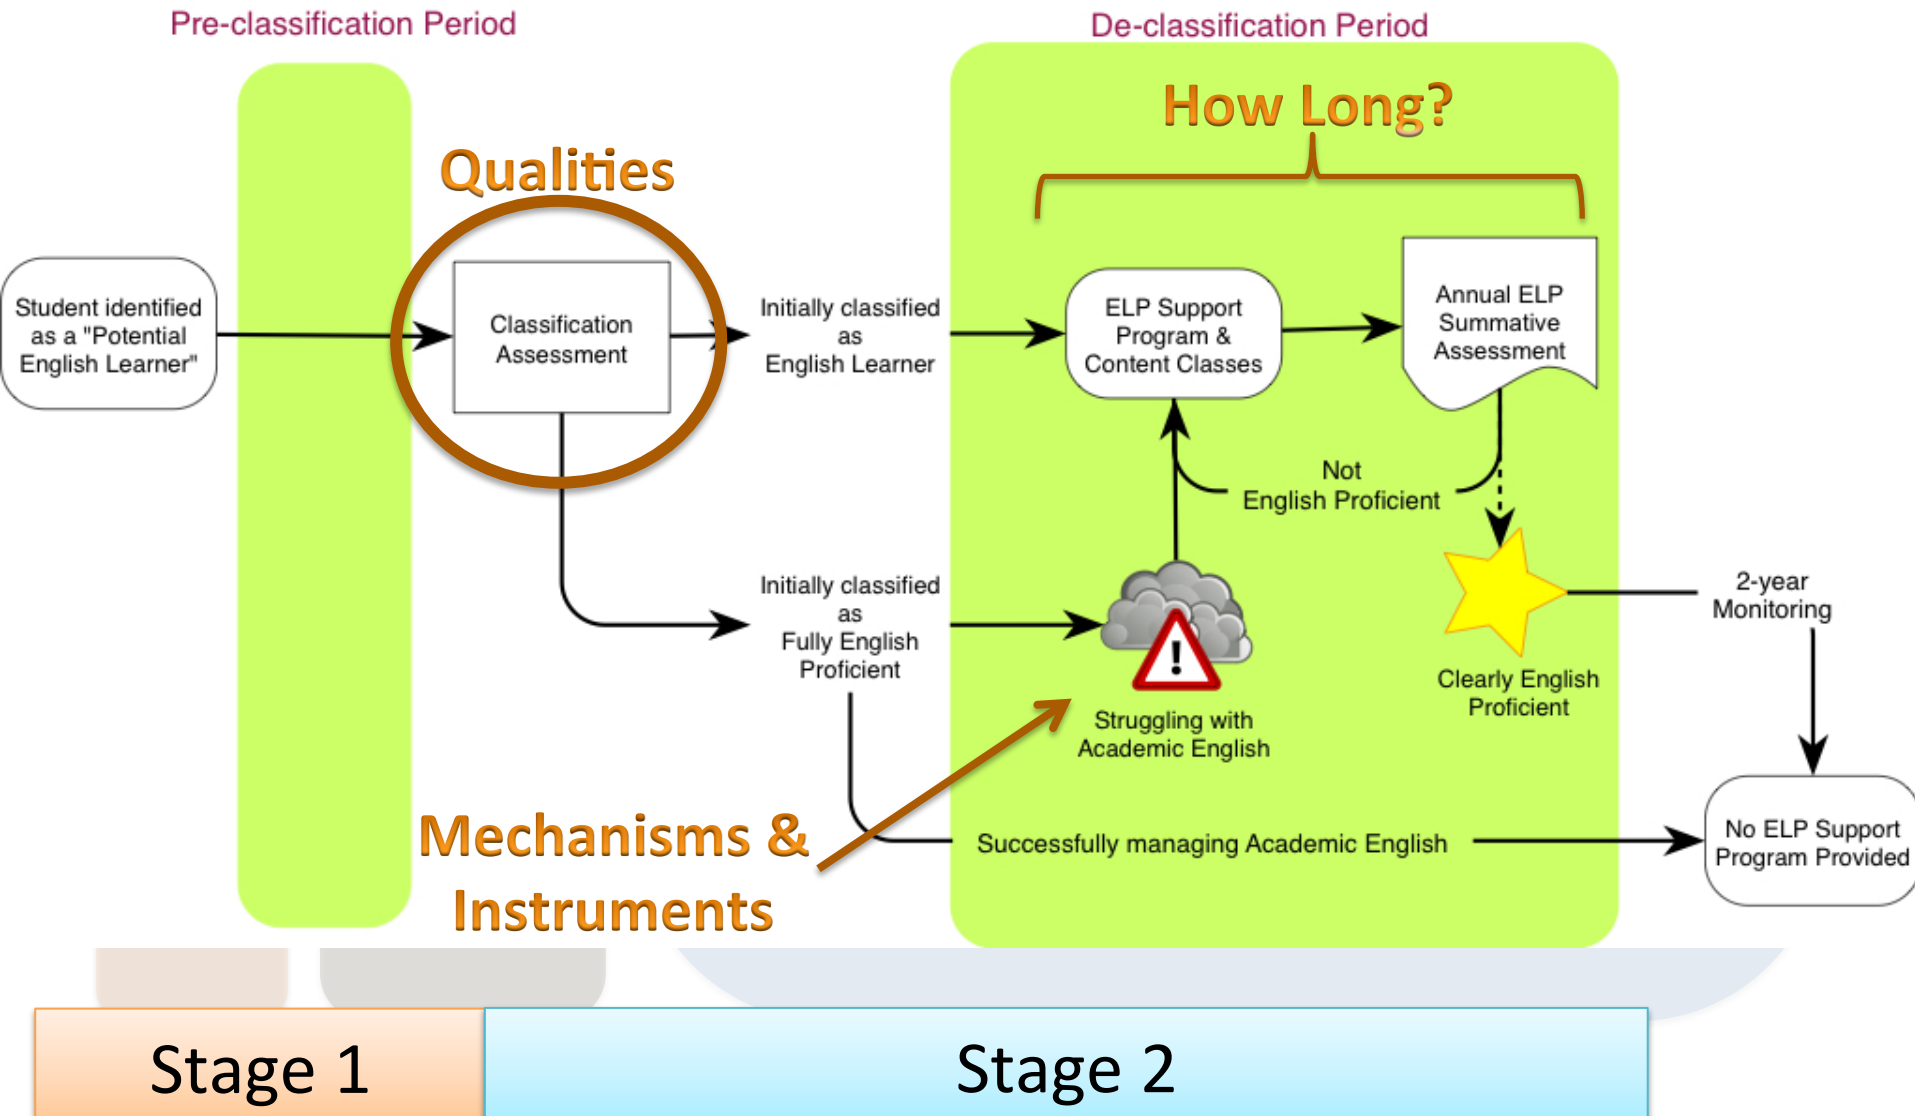 Pre-classification Period
De-classification Period
How Long?
Qualities
Student identified
as a "Potential
English Learner"
Classification
Assessment
Initially classified
as
English Learner
ELP Support
Program &
Content Classes
Annual ELP
Summative
Assessment
Not
English Proficient
Initially classified
as
Fully English
Proficient
!
Struggling with
Academic English
Clearly English
Proficient
2-year
Monitoring
Mechanisms &
Instruments
Successfully managing Academic English
No ELP Support
Program Provided
Stage 1
Stage 2